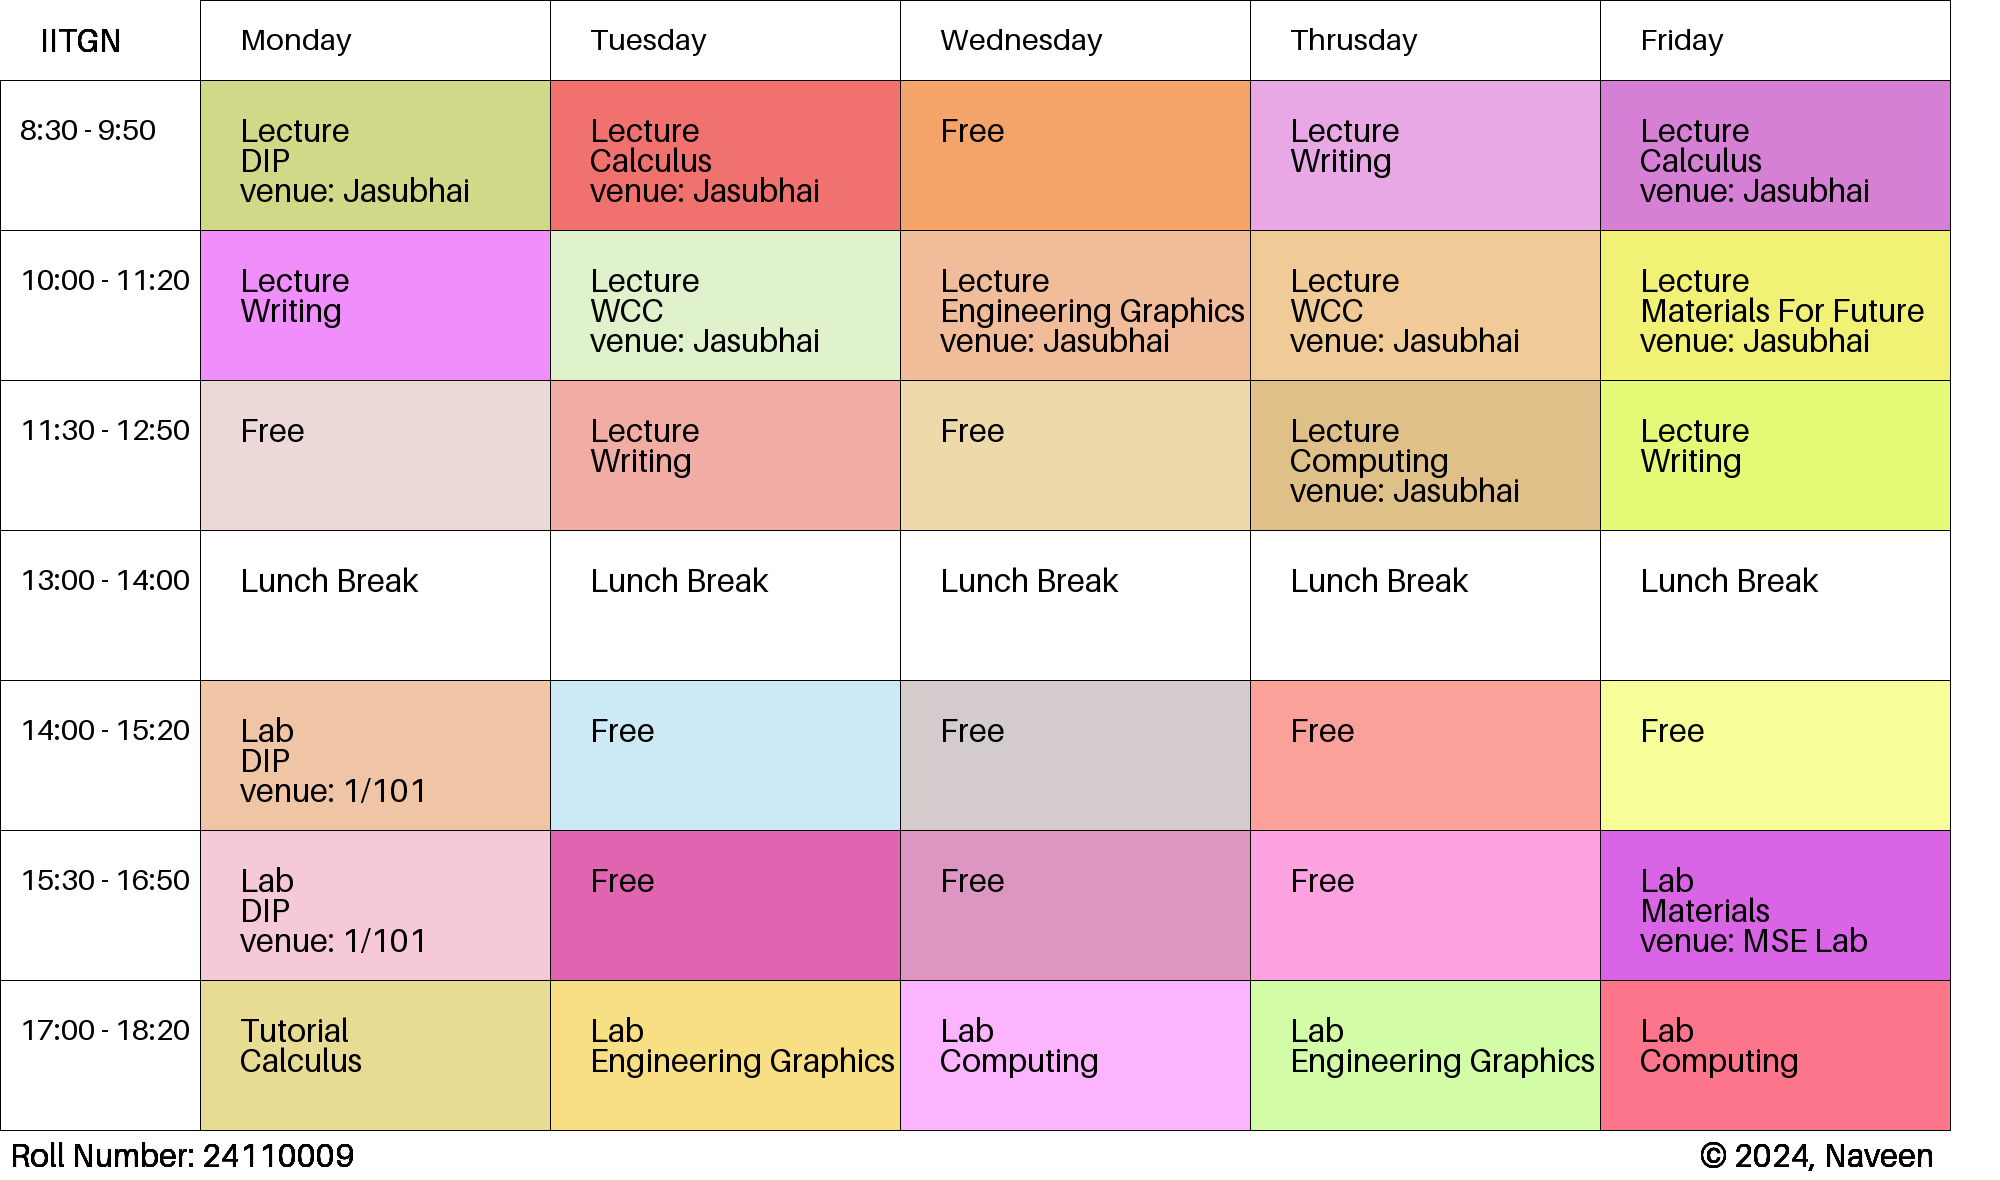 IITGN
Monday
Tuesday
Wednesday
Thrusday
Friday
8:30 - 9:50
Lecture
DIP
venue: Jasubhai
Lecture
Calculus
venue: Jasubhai
Free
Lecture
Writing
Lecture
Calculus
venue: Jasubhai
10:00 - 11:20
Lecture
Writing
Lecture
WCC
venue: Jasubhai
Lecture
Engineering Graphics
venue: Jasubhai
Lecture
WCC
venue: Jasubhai
Lecture
Materials For Future
venue: Jasubhai
11:30 - 12:50
Free
Lecture
Writing
Free
Lecture
Computing
venue: Jasubhai
Lecture
Writing
13:00 - 14:00
Lunch Break
Lunch Break
Lunch Break
Lunch Break
Lunch Break
14:00 - 15:20
Lab
DIP
venue: 1/101
Free
Free
Free
Free
15:30 - 16:50
Lab
DIP
venue: 1/101
Free
Free
Free
Lab
Materials
venue: MSE Lab
17:00 - 18:20
Tutorial
Calculus
Lab
Engineering Graphics
Lab
Computing
Lab
Engineering Graphics
Lab
Computing
Roll Number: 24110009
© 2024, Naveen